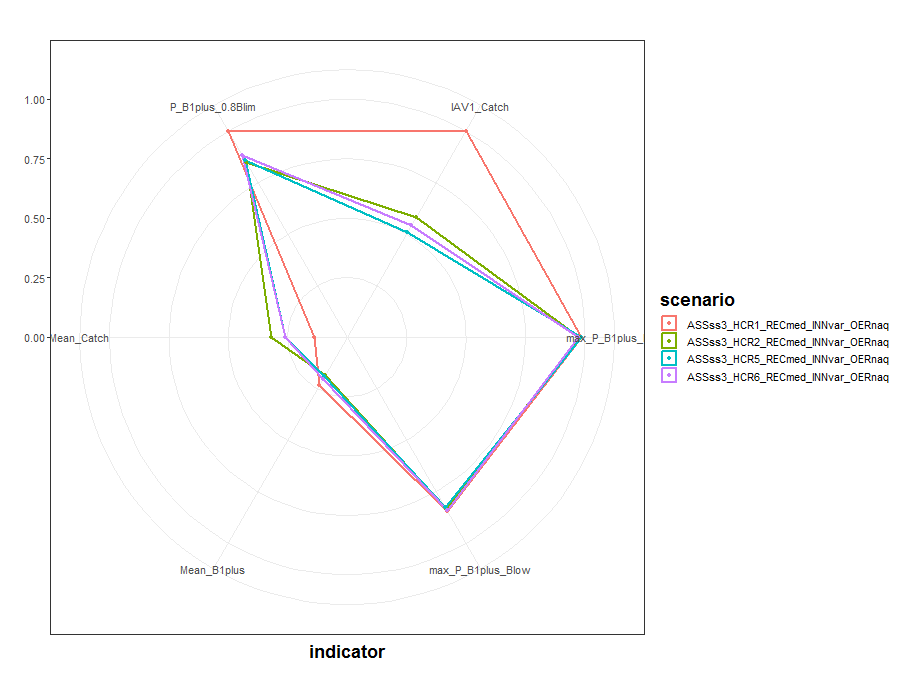 1.00
0.75
0.50
0.25
0.00
P_B1plus_0.8Blim
IAV1_Catch
Mean_Catch
max_P_B1plus_
Mean_B1plus
max_P_B1plus_Blow
indicator
scenario
ASSss3_HCR1_RECmed_INNvar_OERnaq
ASSss3_HCR2_RECmed_INNvar_OERnaq
ASSss3_HCR5_RECmed_INNvar_OERnaq
ASSss3_HCR6_RECmed_INNvar_OERnaq